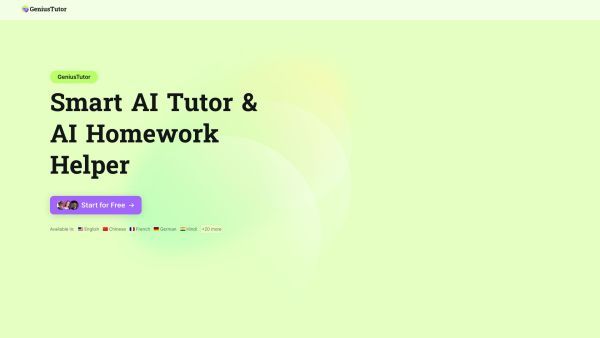 GeniusTutor
GeniusTutor
Smart AI Tutor &
AI Homework
Helper
Start for Free →
Available in: English Chinese French German Hindi +20 more